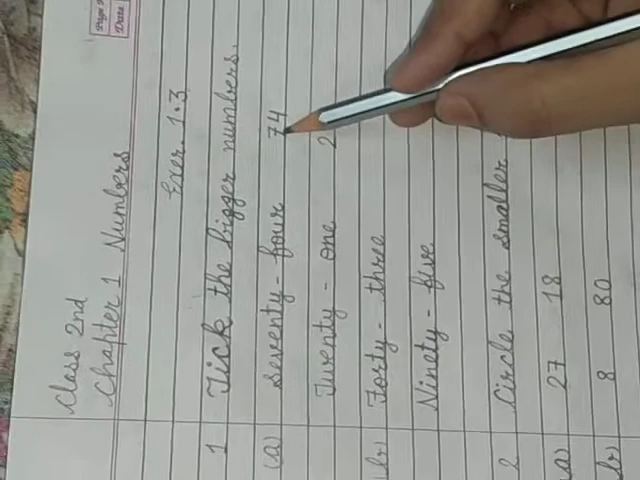 Page N
Date
Class 2nd
Chapter 1 Numbers
Exer. 1.3
1 Tick the bigger numbers.
(a) Seventy-four 74
Twenty-one 2
(b) Forty-three
Ninety-five
2 Circle the smaller
(a) 27 18
(b) 8 80